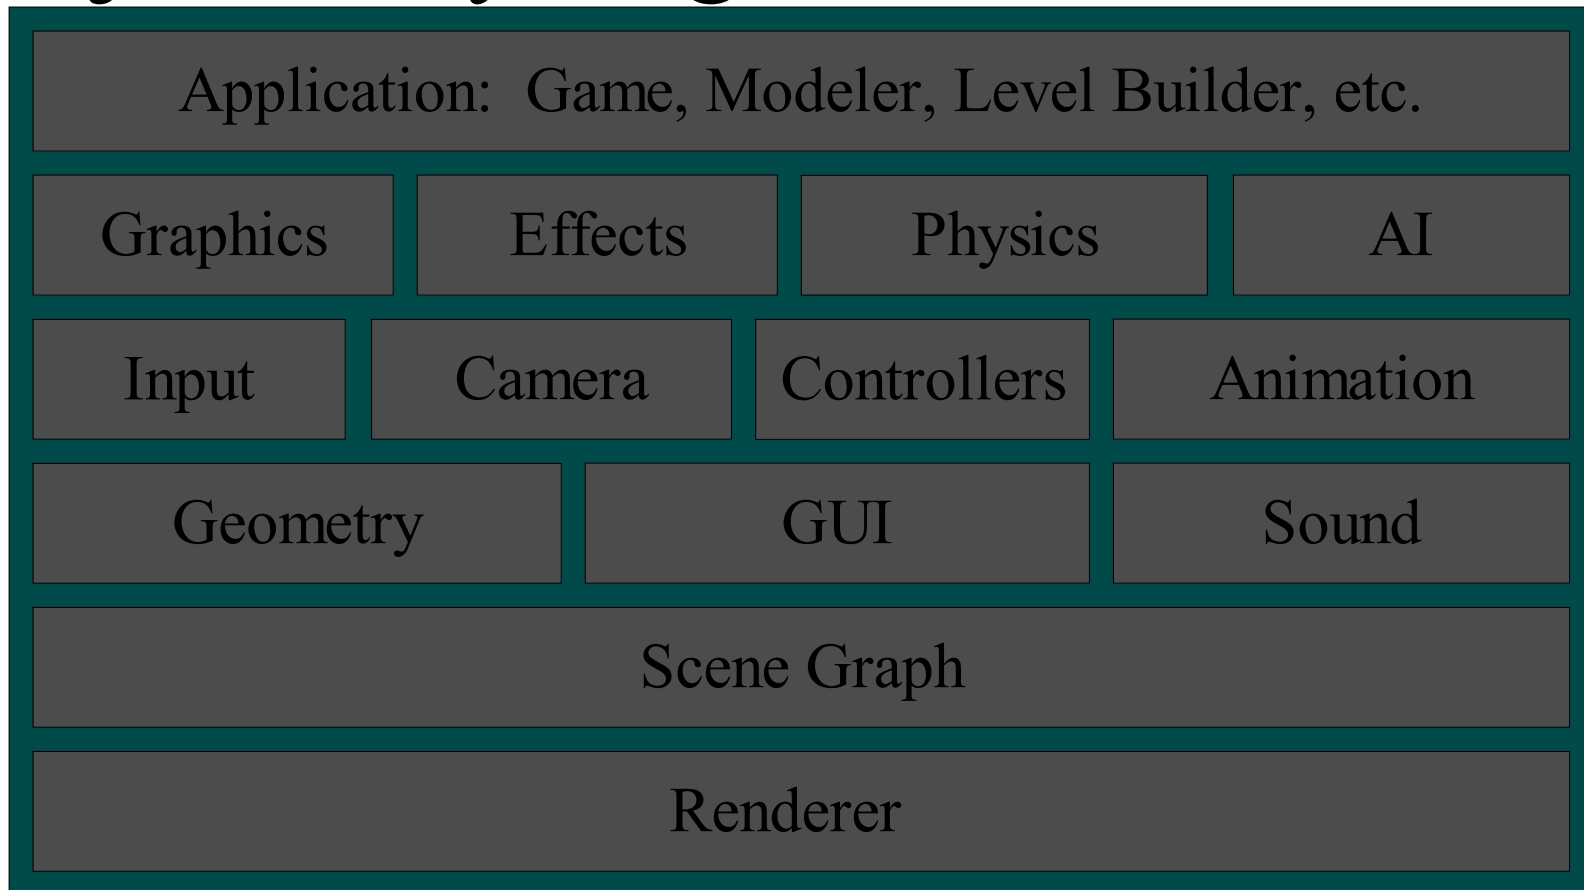 Application:  Game, Modeler, Level Builder, etc.
Graphics Effects Physics AI
Input Camera Controllers Animation
Geometry GUI Sound
Scene Graph
Renderer